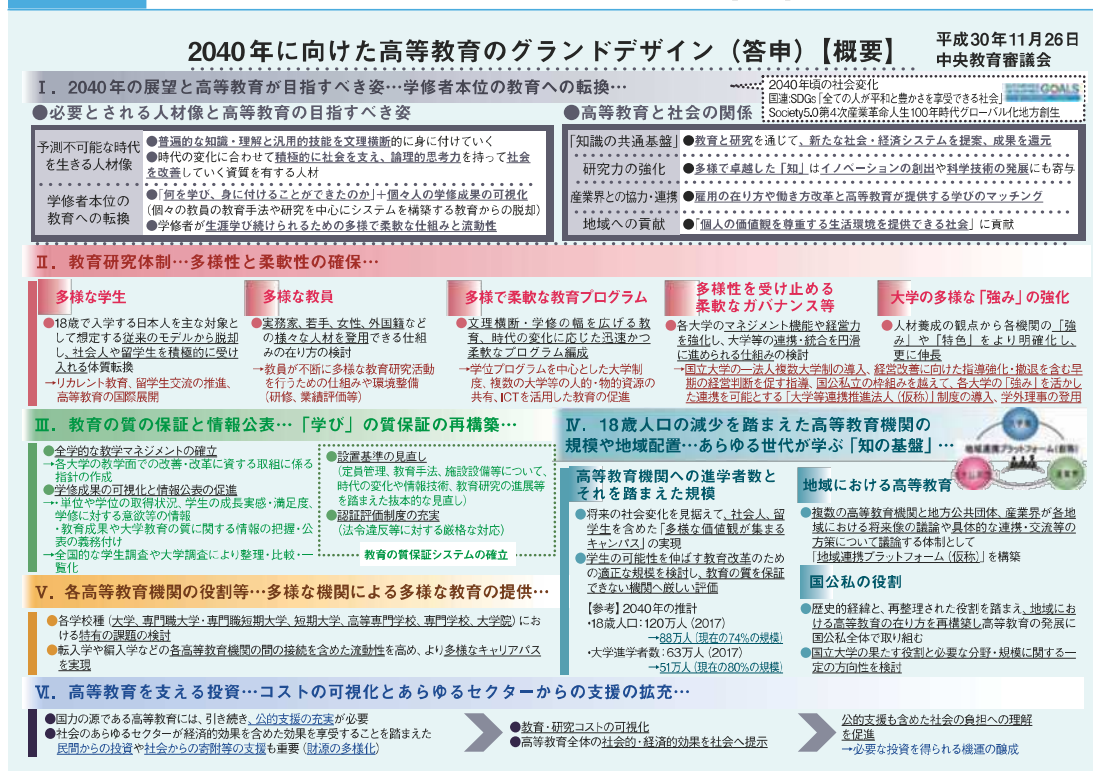 2040年に向けた高等教育のグランドデザイン（答申）【概要】
平成30年11月26日
中央教育審議会
Ⅰ．2040年の展望と高等教育が目指すべき姿…学修者本位の教育への転換…
2040年頃の社会変化
国連:SDGs「全ての人が平和と豊かさを享受できる社会」
Society5.0第4次産業革命人生100年時代グローバル化地方創生
GOALS
●必要とされる人材像と高等教育の目指すべき姿
予測不可能な時代
を生きる人材像
●普遍的な知識・理解と汎用的技能を文理横断的に身に付けていく
●時代の変化に合わせて積極的に社会を支え、論理的思考力を持って社会
を改善していく資質を有する人材
学修者本位の
教育への転換
●「何を学び、身に付けることができたのか」＋個々人の学修成果の可視化
（個々の教員の教育手法や研究を中心にシステムを構築する教育からの脱却）
●学修者が生涯学び続けられるための多様で柔軟な仕組みと流動性
●高等教育と社会の関係
「知識の共通基盤」
●教育と研究を通じて、新たな社会・経済システムを提案、成果を還元
研究力の強化
●多様で卓越した「知」はイノベーションの創出や科学技術の発展にも寄与
産業界との協力・連携
●雇用の在り方や働き方改革と高等教育が提供する学びのマッチング
地域への貢献
●「個人の価値観を尊重する生活環境を提供できる社会」に貢献
Ⅱ．教育研究体制…多様性と柔軟性の確保…
多様な学生
●18歳で入学する日本人を主な対象と
して想定する従来のモデルから脱却
し、社会人や留学生を積極的に受け
入れる体質転換
→リカレント教育、留学生交流の推進、
高等教育の国際展開
多様な教員
●実務家、若手、女性、外国籍など
の様々な人材を登用できる仕組
みの在り方の検討
→教員が不断に多様な教育研究活動
を行うための仕組みや環境整備
（研修、業績評価等）
多様で柔軟な教育プログラム
●文理横断・学修の幅を広げる教
育、時代の変化に応じた迅速かつ
柔軟なプログラム編成
→学位プログラムを中心とした大学制
度、複数の大学等の人的・物的資源の
共有、ICTを活用した教育の促進
多様性を受け止める
柔軟なガバナンス等
●各大学のマネジメント機能や経営力
を強化し、大学等の連携・統合を円滑
に進められる仕組みの検討
→国立大学の一法人複数大学制の導入、経営改善に向けた指導強化・撤退を含む早
期の経営判断を促す指導、国公私立の枠組みを越えて、各大学の「強み」を活かし
た連携を可能とする「大学等連携推進法人（仮称）」制度の導入、学外理事の登用
大学の多様な「強み」の強化
●人材養成の観点から各機関の「強
み」や「特色」をより明確化し、
更に伸長
Ⅲ．教育の質の保証と情報公表…「学び」の質保証の再構築…
●全学的な教学マネジメントの確立
→各大学の教学面での改善・改革に資する取組に係る
指針の作成
●学修成果の可視化と情報公表の促進
→・単位や学位の取得状況、学生の成長実感・満足度、
学修に対する意欲等の情報
・教育成果や大学教育の質に関する情報の把握・公
表の義務付け
→全国的な学生調査や大学調査により整理・比較・一
覧化
●設置基準の見直し
（定員管理、教育手法、施設設備等について、
時代の変化や情報技術、教育研究の進展等
を踏まえた抜本的な見直し）
●認証評価制度の充実
（法令違反等に対する厳格な対応）
教育の質保証システムの確立
Ⅳ．18歳人口の減少を踏まえた高等教育機関の
規模や地域配置…あらゆる世代が学ぶ「知の基盤」…
地域連携プラットフォーム（仮称）
高等教育機関への進学者数と
それを踏まえた規模
●将来の社会変化を見据えて、社会人、留
学生を含めた「多様な価値観が集まる
キャンパス」の実現
●学生の可能性を伸ばす教育改革のため
の適正な規模を検討し、教育の質を保証
できない機関へ厳しい評価
【参考】2040年の推計
・18歳人口：120万人（2017）
→88万人（現在の74%の規模）
・大学進学者数：63万人（2017）
→51万人（現在の80%の規模）
地域における高等教育
●複数の高等教育機関と地方公共団体、産業界が各地
域における将来像の議論や具体的な連携・交流等の
方策について議論する体制として
「地域連携プラットフォーム（仮称）」を構築
国公私の役割
●歴史的経緯と、再整理された役割を踏まえ、地域にお
ける高等教育の在り方を再構築し高等教育の発展に
国公私全体で取り組む
●国立大学の果たす役割と必要な分野・規模に関する一
定の方向性を検討
Ⅴ．各高等教育機関の役割等…多様な機関による多様な教育の提供…
●各学校種（大学、専門職大学・専門職短期大学、短期大学、高等専門学校、専門学校、大学院）にお
ける特有の課題の検討
●転入学や編入学などの各高等教育機関の間の接続を含めた流動性を高め、より多様なキャリアパス
を実現
Ⅵ．高等教育を支える投資…コストの可視化とあらゆるセクターからの支援の拡充…
●国力の源である高等教育には、引き続き、公的支援の充実が必要
●社会のあらゆるセクターが経済的効果を含めた効果を享受することを踏まえた
民間からの投資や社会からの寄附等の支援も重要（財源の多様化）
●教育・研究コストの可視化
●高等教育全体の社会的・経済的効果を社会へ提示
公的支援も含めた社会の負担への理解
を促進
→必要な投資を得られる機運の醸成